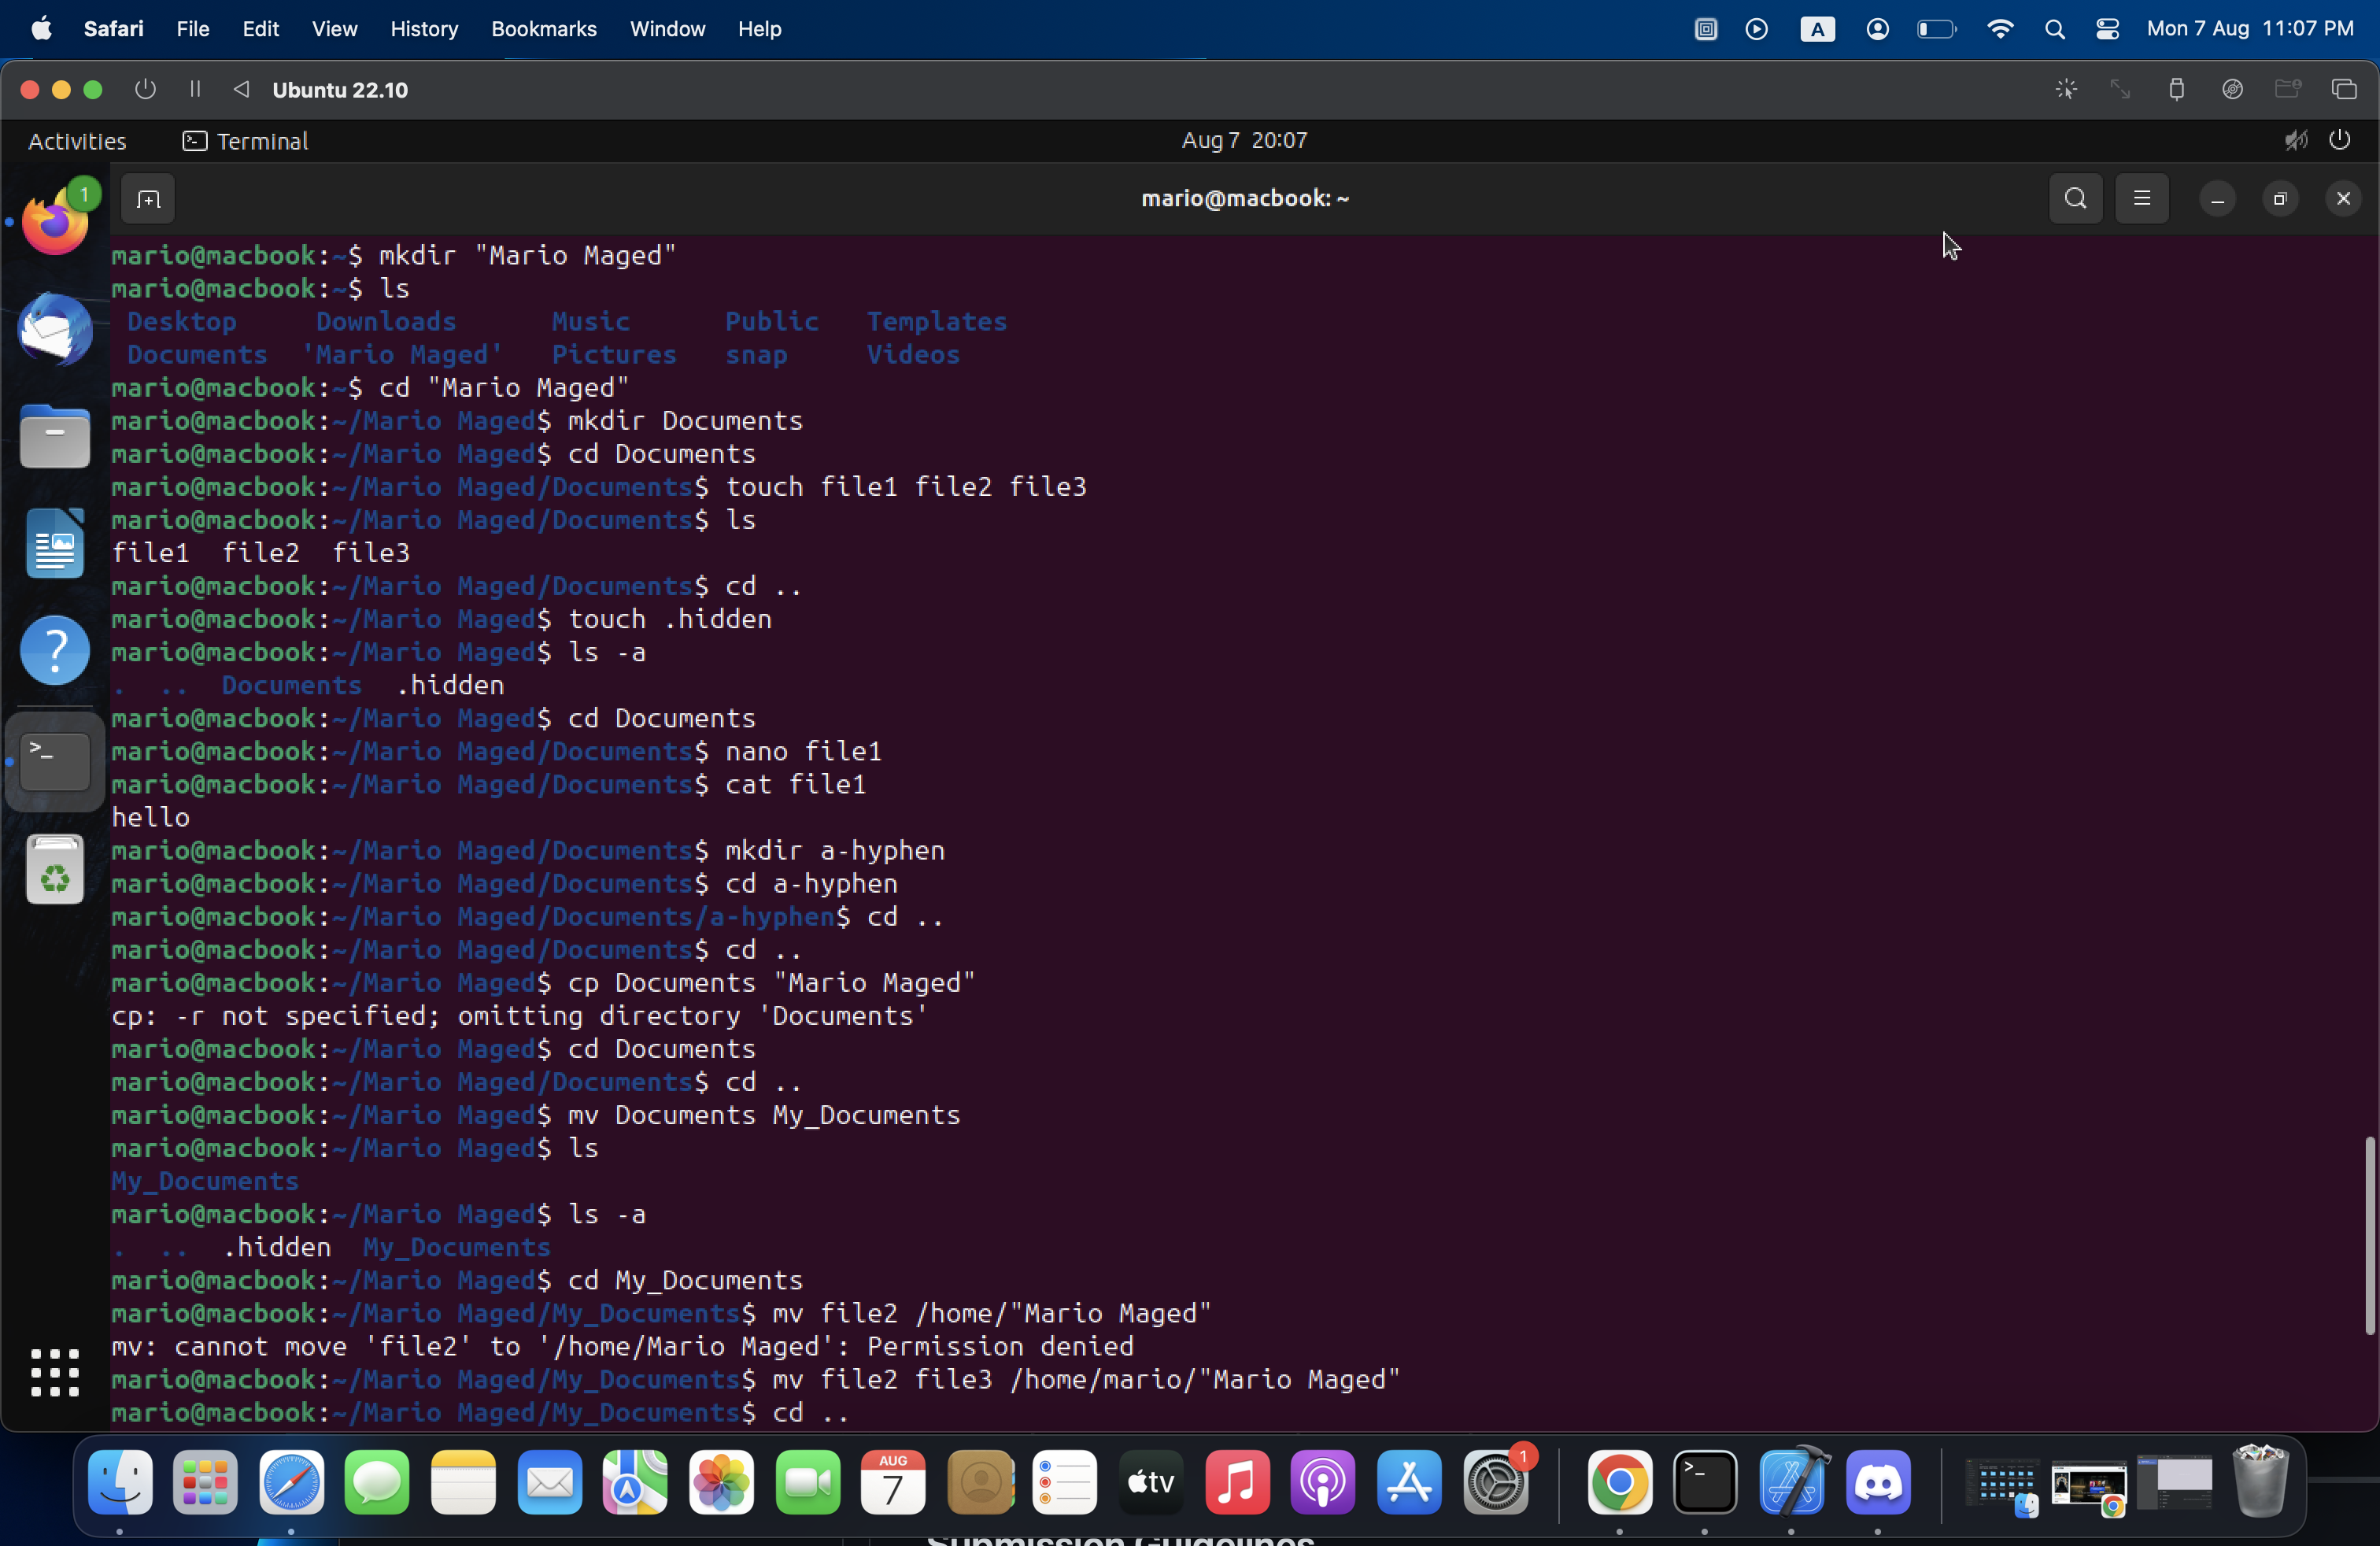 Safari File Edit View History Bookmarks Window Help A Mon 7 Aug 11:07 PM
Ubuntu 22.10
Activities Terminal Aug 7 20:07
1
mario@macbook: ~
mario@macbook:~$ mkdir "Mario Maged"
mario@macbook:~$ ls
Desktop Downloads Music Public Templates
Documents 'Mario Maged' Pictures snap Videos
mario@macbook:~$ cd "Mario Maged"
mario@macbook:~/Mario Maged$ mkdir Documents
mario@macbook:~/Mario Maged$ cd Documents
mario@macbook:~/Mario Maged/Documents$ touch file1 file2 file3
mario@macbook:~/Mario Maged/Documents$ ls
file1 file2 file3
mario@macbook:~/Mario Maged/Documents$ cd ..
mario@macbook:~/Mario Maged$ touch .hidden
mario@macbook:~/Mario Maged$ ls -a
. .. Documents .hidden
mario@macbook:~/Mario Maged$ cd Documents
mario@macbook:~/Mario Maged/Documents$ nano file1
mario@macbook:~/Mario Maged/Documents$ cat file1
hello
mario@macbook:~/Mario Maged/Documents$ mkdir a-hyphen
mario@macbook:~/Mario Maged/Documents$ cd a-hyphen
mario@macbook:~/Mario Maged/Documents/a-hyphen$ cd ..
mario@macbook:~/Mario Maged/Documents$ cd ..
mario@macbook:~/Mario Maged$ cp Documents "Mario Maged"
cp: -r not specified; omitting directory 'Documents'
mario@macbook:~/Mario Maged$ cd Documents
mario@macbook:~/Mario Maged/Documents$ cd ..
mario@macbook:~/Mario Maged$ mv Documents My_Documents
mario@macbook:~/Mario Maged$ ls
My_Documents
mario@macbook:~/Mario Maged$ ls -a
. .. .hidden My_Documents
mario@macbook:~/Mario Maged$ cd My_Documents
mario@macbook:~/Mario Maged/My_Documents$ mv file2 /home/"Mario Maged"
mv: cannot move 'file2' to '/home/Mario Maged': Permission denied
mario@macbook:~/Mario Maged/My_Documents$ mv file2 file3 /home/mario/"Mario Maged"
mario@macbook:~/Mario Maged/My_Documents$ cd ..
AUG
7
tv
1
Submission Guidelines